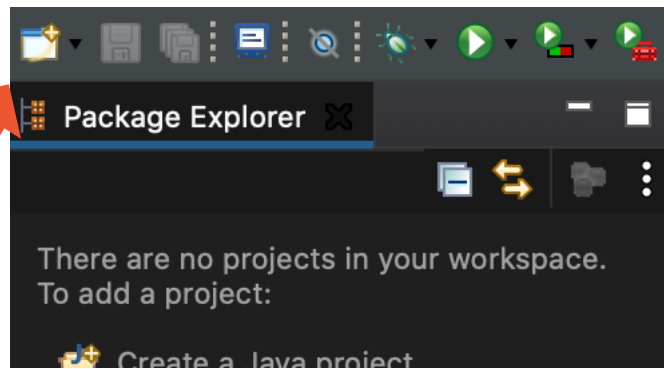 Package Explorer
There are no projects in your workspace.
To add a project:
Create a Java project